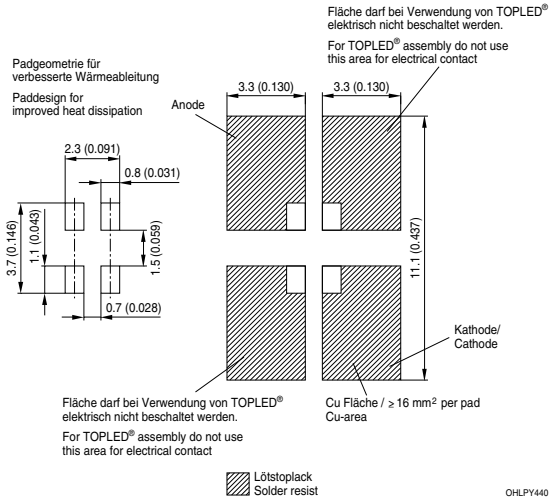 Fläche darf bei Verwendung von TOPLED®
elektrisch nicht beschaltet werden.
For TOPLED® assembly do not use
this area for electrical contact
Padgeometrie für
verbesserte Wärmeableitung
Paddesign for
improved heat dissipation
3.3 (0.130)
3.3 (0.130)
Anode
2.3 (0.091)
0.8 (0.031)
3.7 (0.146)
1.1 (0.043)
1.5 (0.059)
11.1 (0.437)
0.7 (0.028)
Kathode/
Cathode
Fläche darf bei Verwendung von TOPLED®
elektrisch nicht beschaltet werden.
For TOPLED® assembly do not use
this area for electrical contact
Cu Fläche / ≥ 16 mm² per pad
Cu-area
Lötstoplack
Solder resist
OHLPY440